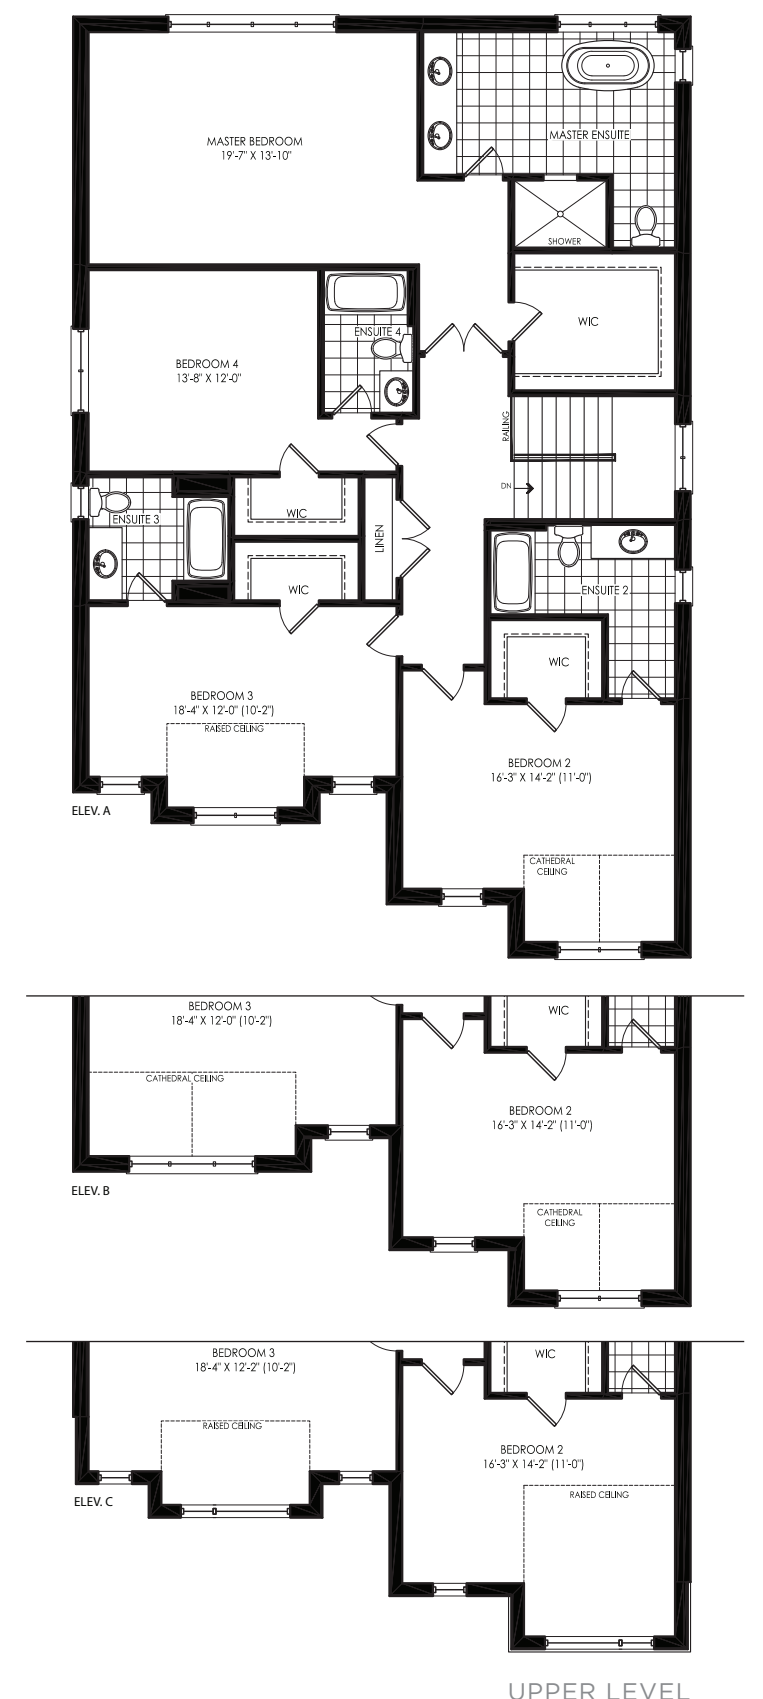 MASTER BEDROOM
19'-7" X 13'-10"
MASTER ENSUITE
SHOWER
WIC
ENSUITE 4
BEDROOM 4
13'-8" X 12'-0"
RAILING
DN
WIC
ENSUITE 3
LINEN
WIC
ENSUITE 2
WIC
BEDROOM 3
18'-4" X 12'-0" (10'-2")
RAISED CEILING
BEDROOM 2
16'-3" X 14'-2" (11'-0")
ELEV. A
CATHEDRAL
CEILING
BEDROOM 3
18'-4" X 12'-0" (10'-2")
WIC
CATHEDRAL CEILING
BEDROOM 2
16'-3" X 14'-2" (11'-0")
ELEV. B
CATHEDRAL
CEILING
BEDROOM 3
18'-4" X 12'-2" (10'-2")
WIC
RAISED CEILING
BEDROOM 2
16'-3" X 14'-2" (11'-0")
RAISED CEILING
ELEV. C
UPPER LEVEL